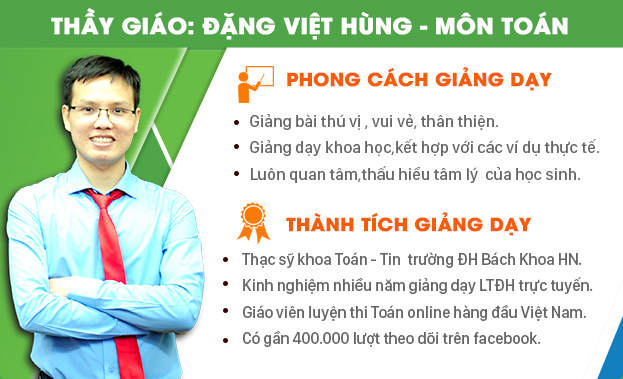 THẦY GIÁO: ĐẶNG VIỆT HÙNG - MÔN TOÁN
PHONG CÁCH GIẢNG DẠY
Giảng bài thú vị , vui vẻ, thân thiện.
Giảng dạy khoa học,kết hợp với các ví dụ thực tế.
Luôn quan tâm,thấu hiểu tâm lý của học sinh.
THÀNH TÍCH GIẢNG DẠY
Thạc sỹ khoa Toán - Tin trường ĐH Bách Khoa HN.
Kinh nghiệm nhiều năm giảng dạy LTĐH trực tuyến.
Giáo viên luyện thi Toán online hàng đầu Việt Nam.
Có gần 400.000 lượt theo dõi trên facebook.